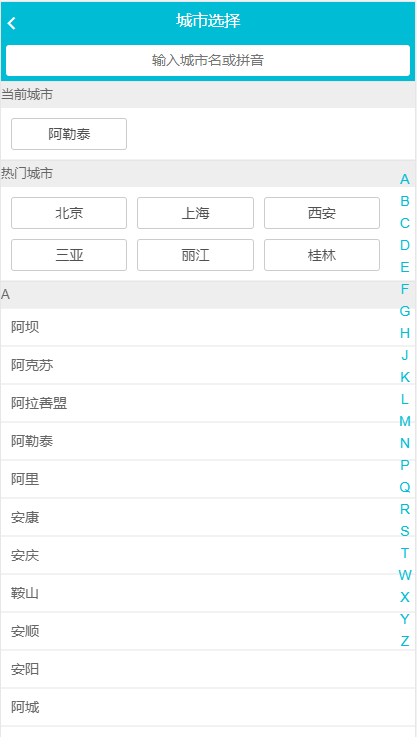 城市选择
输入城市名或拼音
当前城市
阿勒泰
热门城市
北京 上海 西安
三亚 丽江 桂林
A
阿坝
阿克苏
阿拉善盟
阿勒泰
阿里
安康
安庆
鞍山
安顺
安阳
阿城
A
B
C
D
E
F
G
H
J
K
L
M
N
P
Q
R
S
T
W
X
Y
Z